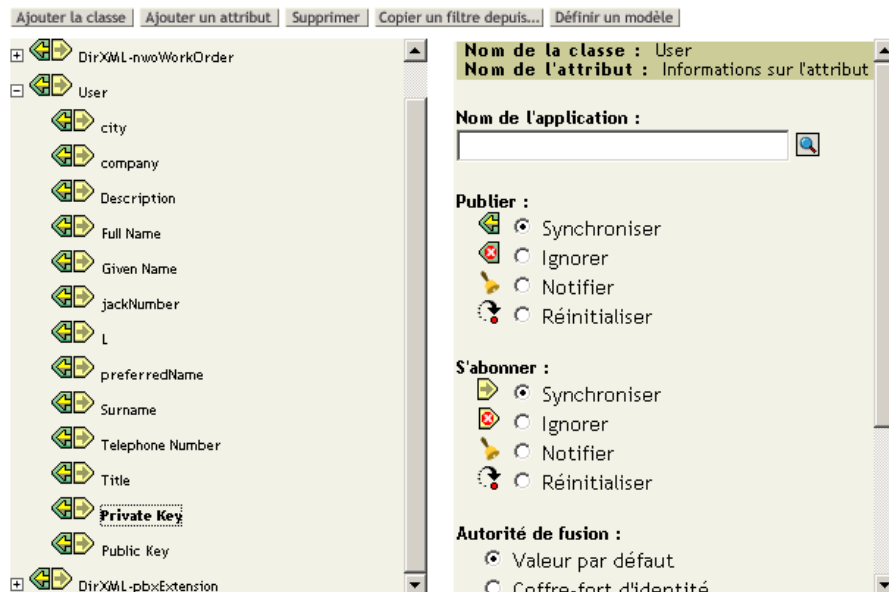 Ajouter la classe Ajouter un attribut Supprimer Copier un filtre depuis... Définir un modèle
DirXML-nwoWorkOrder
User
city
company
Description
Full Name
Given Name
jackNumber
L
preferredName
Surname
Telephone Number
Title
Private Key
Public Key
DirXML-pbxExtension
Nom de la classe : User
Nom de l'attribut : Informations sur l'attribut
Nom de l'application :
Publier :
Synchroniser
Ignorer
Notifier
Réinitialiser
S'abonner :
Synchroniser
Ignorer
Notifier
Réinitialiser
Autorité de fusion :
Valeur par défaut
Coffre-fort d'identité